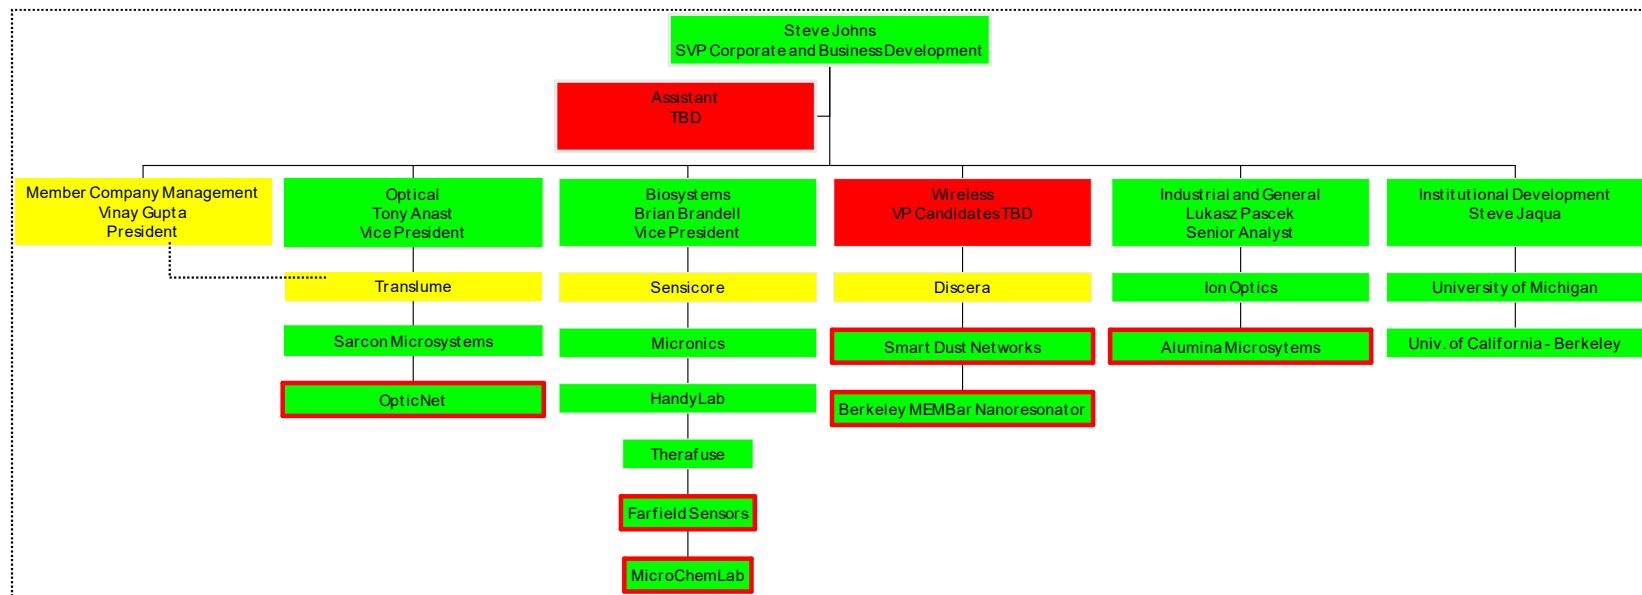 Steve Johns
SVP Corporate and Business Development
Assistant
TBD
Member Company Management
Vinay Gupta
President
Optical
Tony Anast
Vice President
Biosystems
Brian Brandell
Vice President
Wireless
VP Candidates TBD
Industrial and General
Lukasz Pascek
Senior Analyst
Institutional Development
Steve Jaqua
Translume
Sensicore
Discera
Ion Optics
University of Michigan
Sarcon Microsystems
Micronics
Smart Dust Networks
Alumina Microsytems
Univ. of California - Berkeley
OpticNet
HandyLab
Berkeley MEMBar Nanoresonator
Therafuse
Farfield Sensors
MicroChemLab